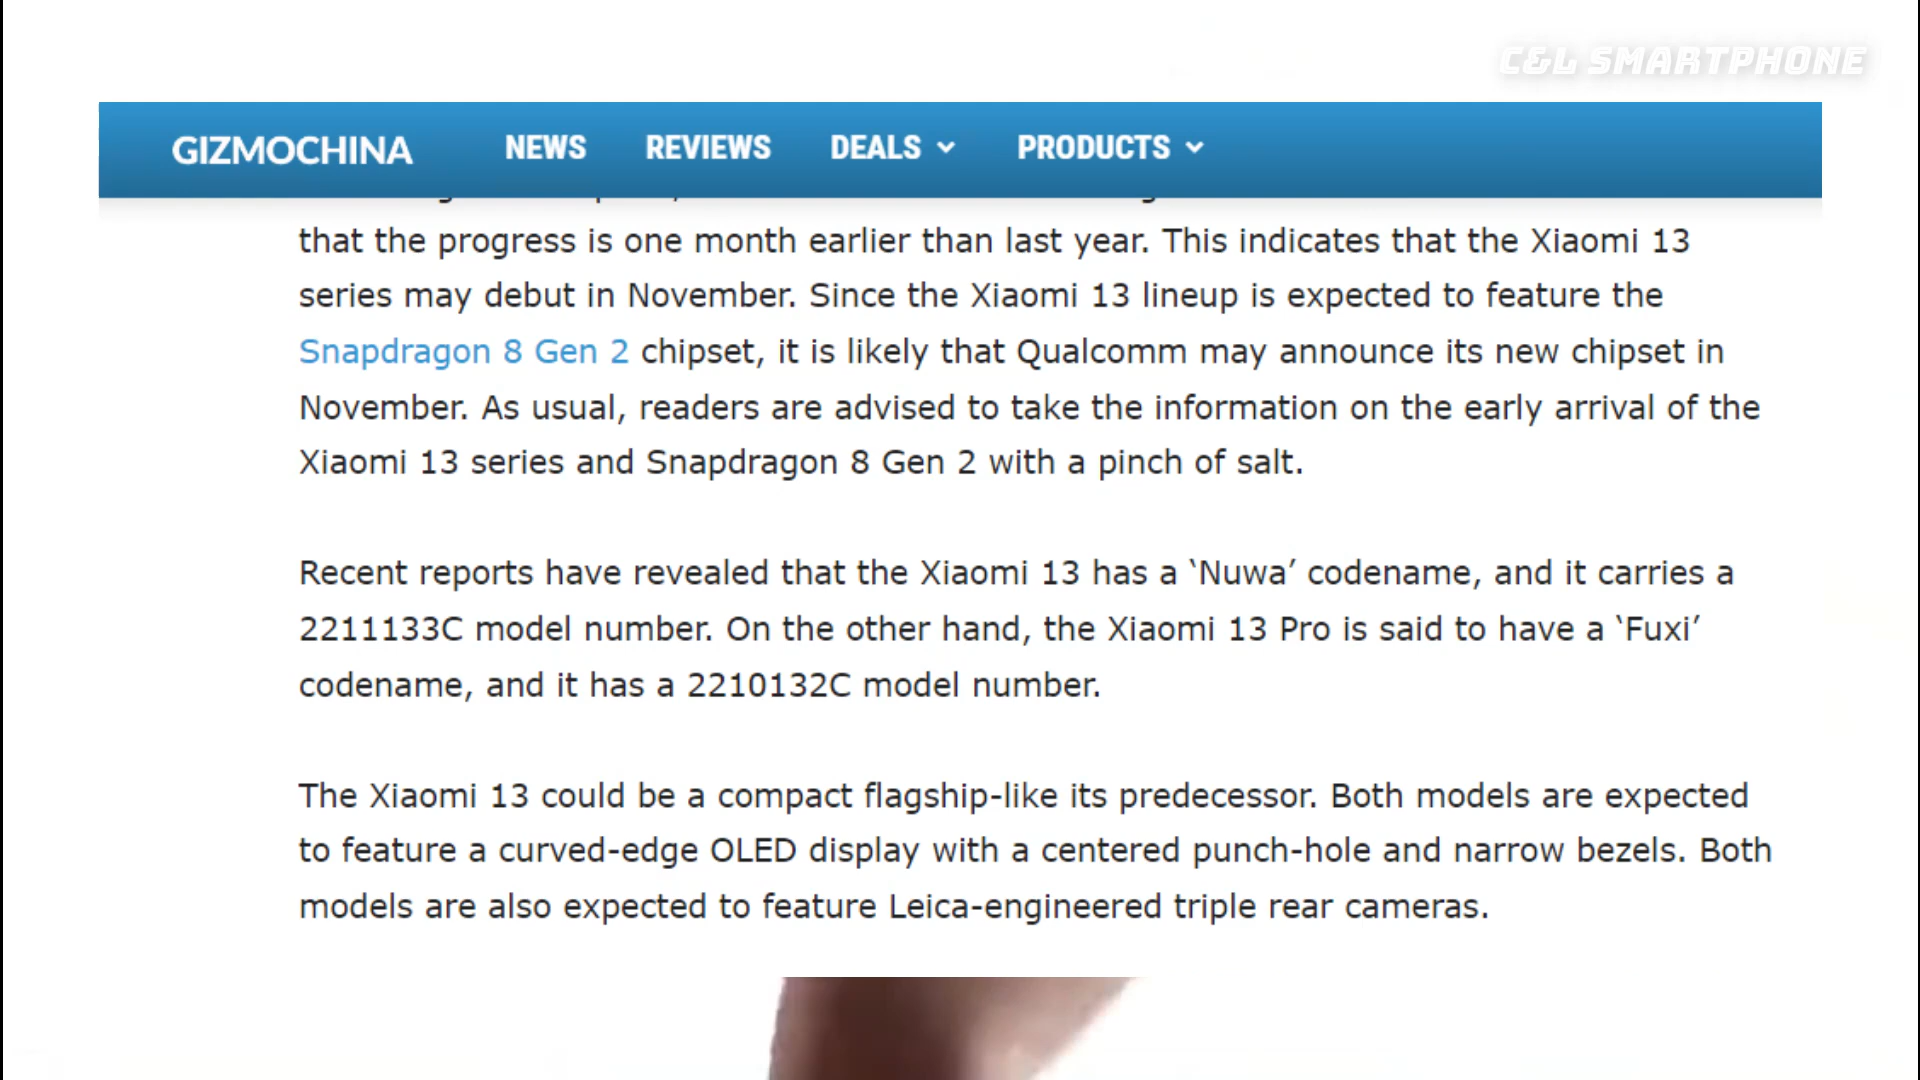 C&L SMARTPHONE
GIZMOCHINA NEWS REVIEWS DEALS PRODUCTS
that the progress is one month earlier than last year. This indicates that the Xiaomi 13
series may debut in November. Since the Xiaomi 13 lineup is expected to feature the
Snapdragon 8 Gen 2 chipset, it is likely that Qualcomm may announce its new chipset in
November. As usual, readers are advised to take the information on the early arrival of the
Xiaomi 13 series and Snapdragon 8 Gen 2 with a pinch of salt.
Recent reports have revealed that the Xiaomi 13 has a ‘Nuwa’ codename, and it carries a
2211133C model number. On the other hand, the Xiaomi 13 Pro is said to have a ‘Fuxi’
codename, and it has a 2210132C model number.
The Xiaomi 13 could be a compact flagship-like its predecessor. Both models are expected
to feature a curved-edge OLED display with a centered punch-hole and narrow bezels. Both
models are also expected to feature Leica-engineered triple rear cameras.